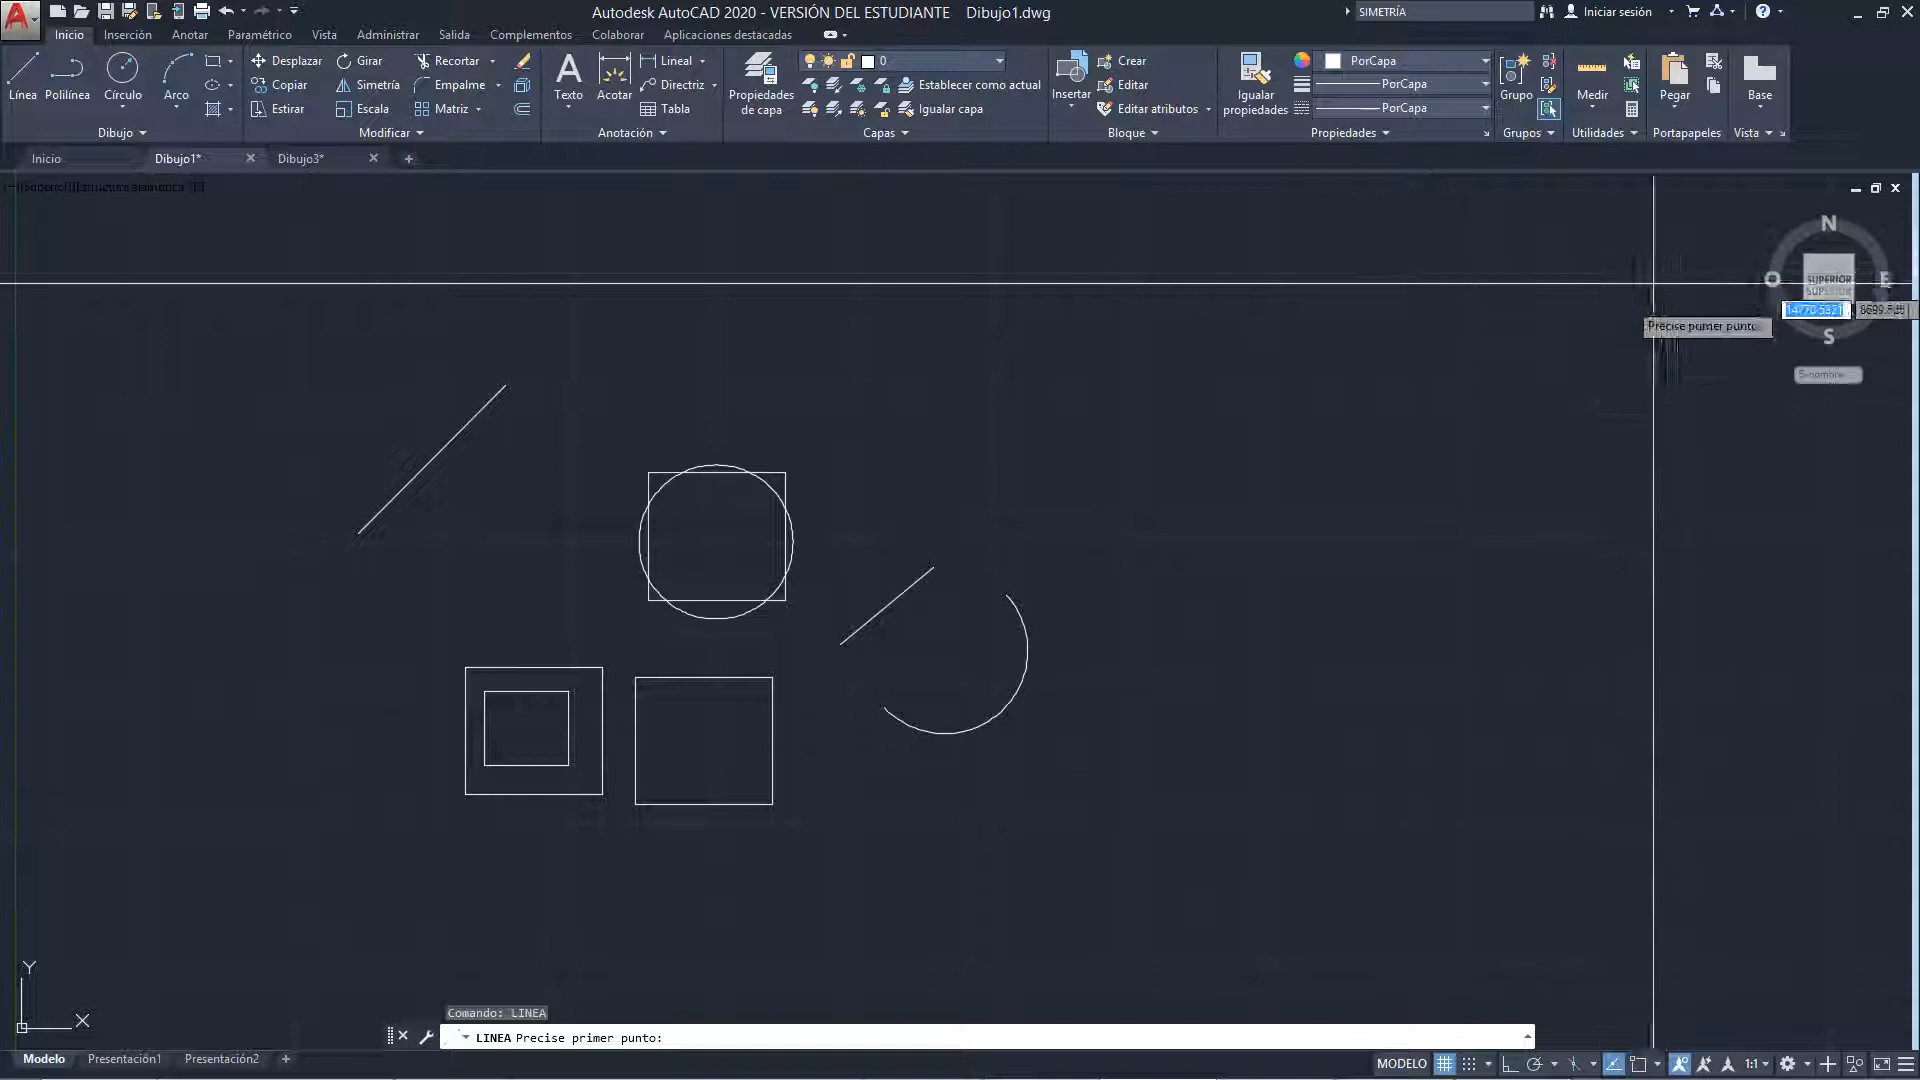 Autodesk AutoCAD 2020 - VERSIÓN DEL ESTUDIANTE Dibujo1.dwg
SIMETRÍA
Iniciar sesión
Inicio Inserción Anotar Paramétrico Vista Administrar Salida Complementos Colaborar Aplicaciones destacadas
Línea Polilínea Círculo Arco
Desplazar Girar Recortar
Copiar Simetría Empalme
Estirar Escala Matriz
Texto Acotar
Lineal
Directriz
Tabla
Propiedades de capa
0
Establecer como actual
Igualar capa
Insertar
Crear
Editar
Editar atributos
Igualar propiedades
PorCapa
PorCapa
PorCapa
Grupo Medir Pegar Base
Dibujo Modificar Anotación Capas Bloque Propiedades Grupos Utilidades Portapapeles Vista
Inicio Dibujo1* Dibujo3*
N
O SUPERIOR E
S
Precise primer punto:
Y
X
Comando: LINEA
LINEA Precise primer punto:
Modelo Presentación1 Presentación2
MODELO 1:1